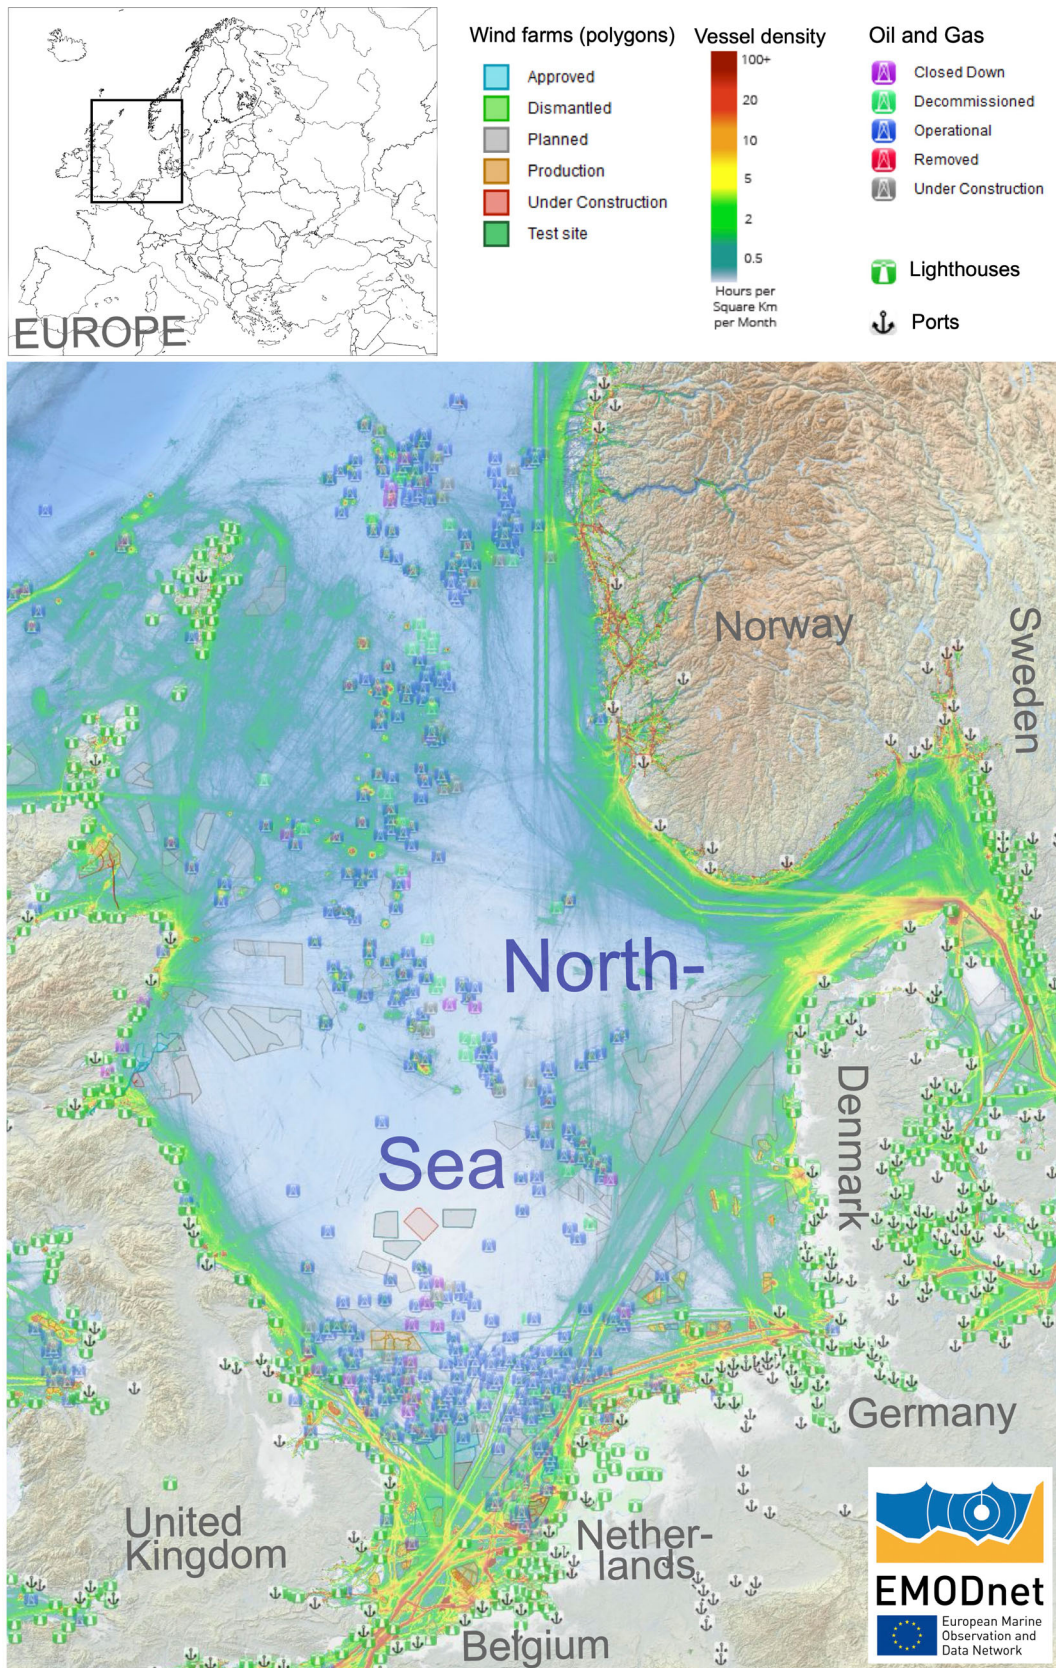 EUROPE
Wind farms (polygons)
Approved
Dismantled
Planned
Production
Under Construction
Test site
Vessel density
100+
20
10
5
2
0.5
Hours per
Square Km
per Month
Oil and Gas
Closed Down
Decommissioned
Operational
Removed
Under Construction
Lighthouses
Ports
Norway
Sweden
North-
Sea
Denmark
Germany
United
Kingdom
Nether-
lands
Belgium
EMODnet
European Marine
Observation and
Data Network